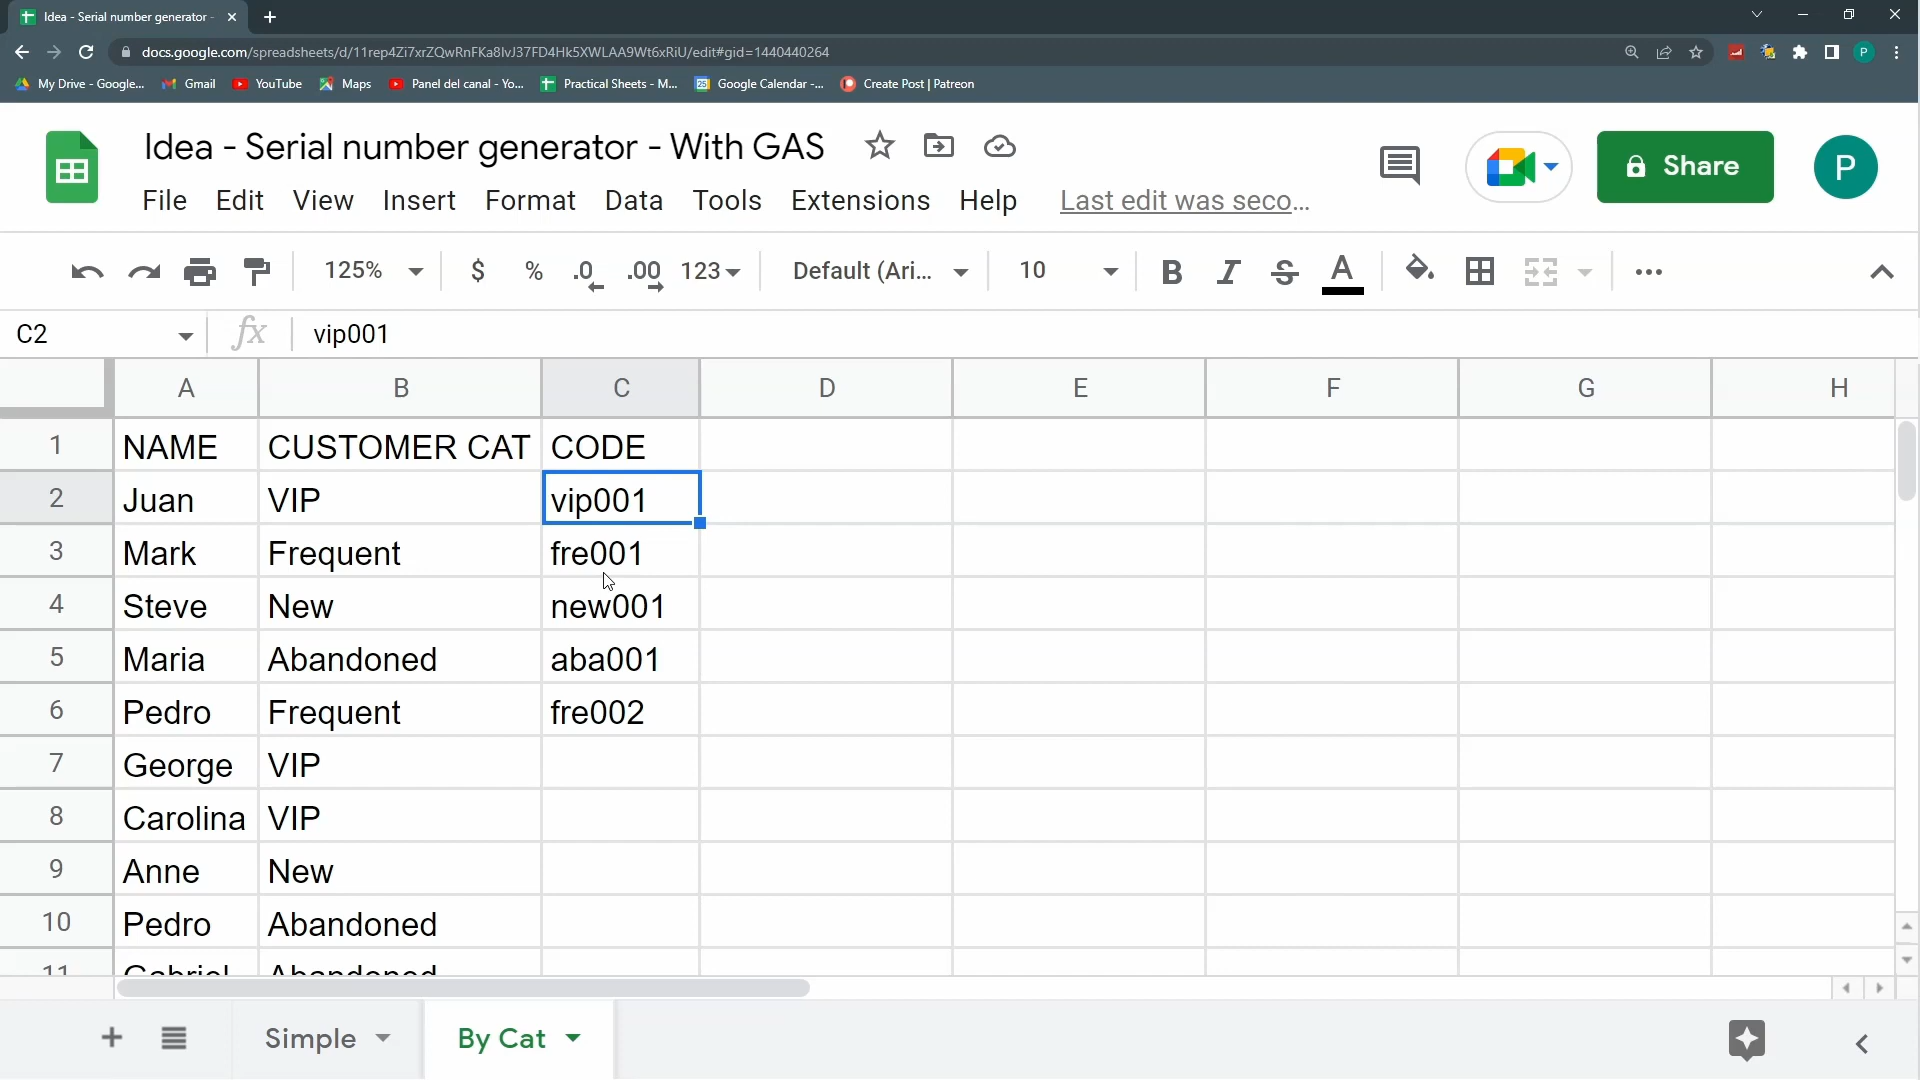 Idea - Serial number generator -
docs.google.com/spreadsheets/d/11rep4Zi7xrZQwRnFKa8lvJ37FD4Hk5XWLAA9Wt6xRiU/edit#gid=1440440264
P
My Drive - Google... Gmail YouTube Maps Panel del canal - Yo... Practical Sheets - M... 25 Google Calendar -... Create Post | Patreon
Idea - Serial number generator - With GAS
Share
P
File Edit View Insert Format Data Tools Extensions Help Last edit was seco...
125% $ % .0 .00 123 Default (Ari... 10 B I S A
C2 fx vip001
A B C D E F G H
1 NAME CUSTOMER CAT CODE
2 Juan VIP vip001
3 Mark Frequent fre001
4 Steve New new001
5 Maria Abandoned aba001
6 Pedro Frequent fre002
7 George VIP
8 Carolina VIP
9 Anne New
10 Pedro Abandoned
11 Gabriel Abandoned
Simple By Cat